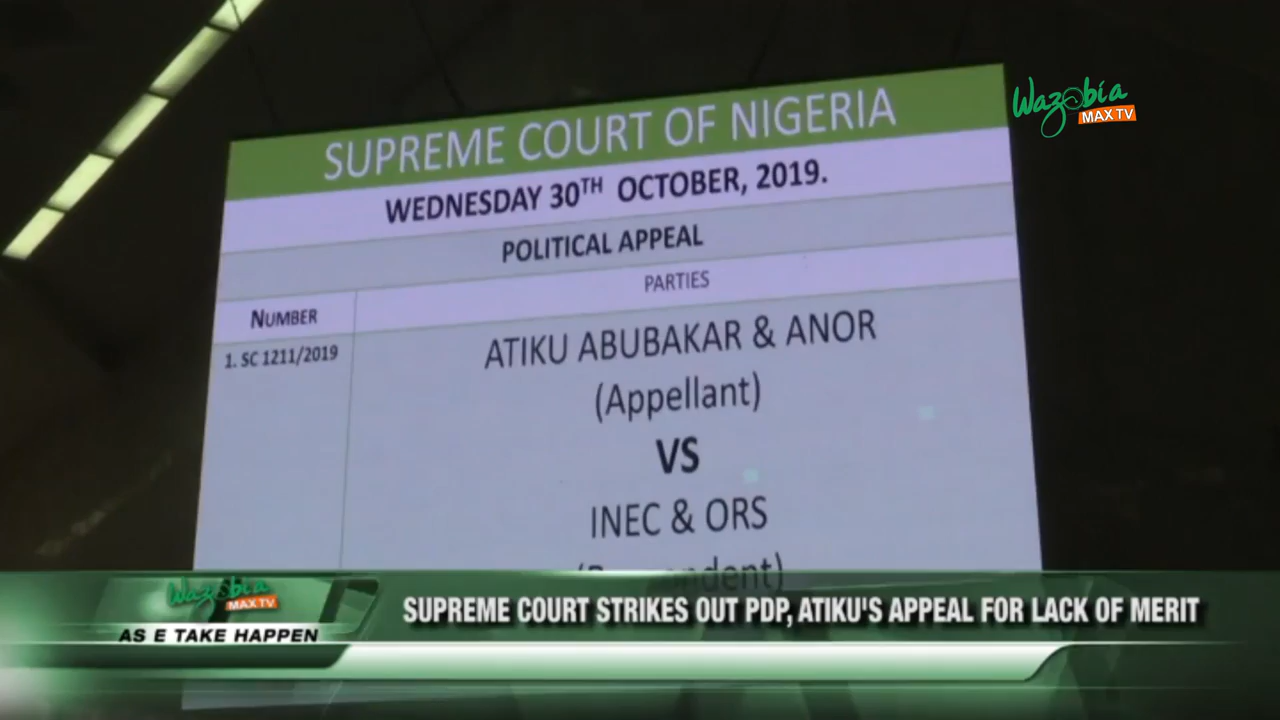 Wazobia
MAX TV
SUPREME COURT OF NIGERIA
WEDNESDAY 30TH OCTOBER, 2019.
POLITICAL APPEAL
NUMBER
PARTIES
1. SC 1211/2019
ATIKU ABUBAKAR & ANOR
(Appellant)
VS
INEC & ORS
(Respondent)
Wazobia
MAX TV
AS E TAKE HAPPEN
SUPREME COURT STRIKES OUT PDP, ATIKU'S APPEAL FOR LACK OF MERIT